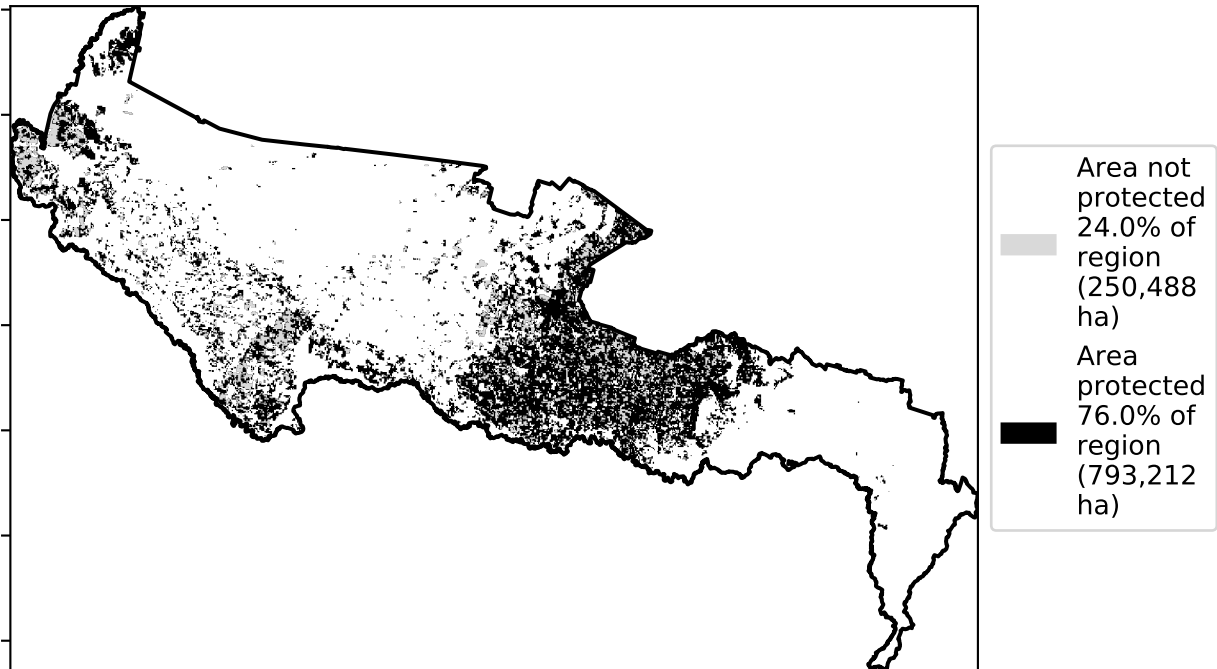 Area not
protected
24.0% of
region
(250,488
ha)
Area
protected
76.0% of
region
(793,212
ha)